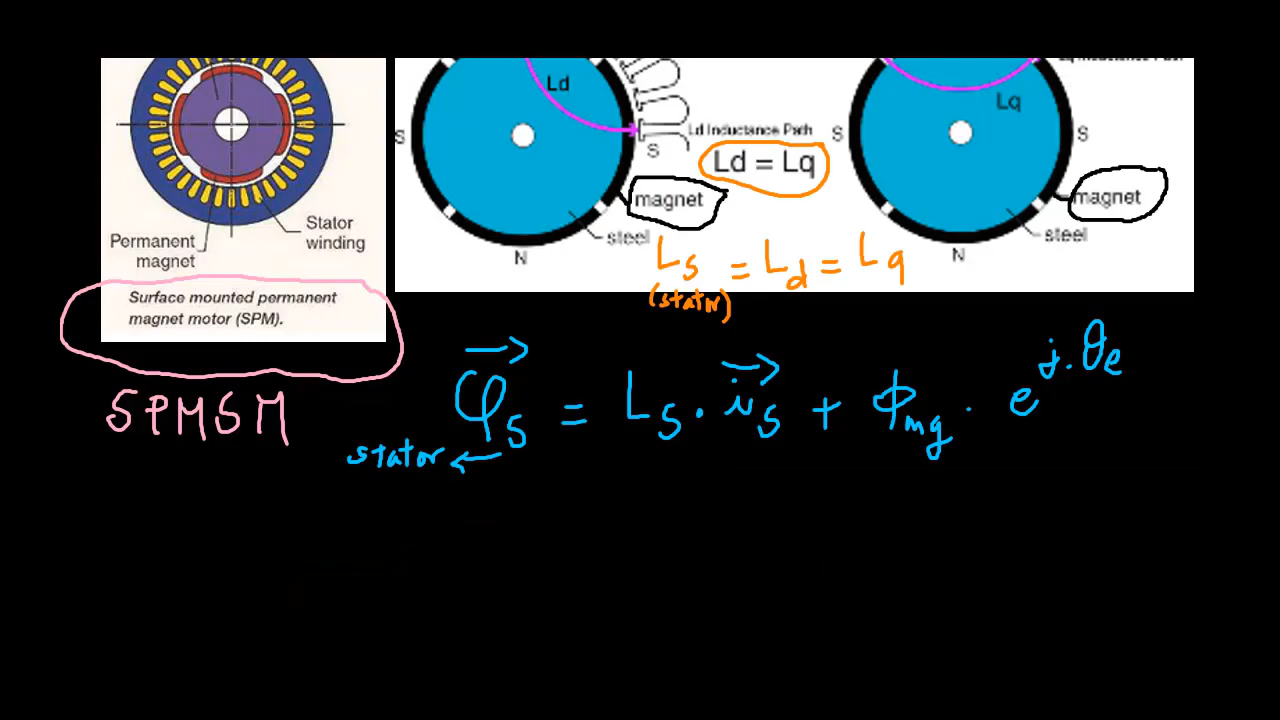 Ld
Lq
S
Ld Inductance Path
S
S
S
Ld = Lq
magnet
magnet
Stator
winding
Permanent
magnet
steel
steel
N
N
Ls = Ld = Lq
(stator)
Surface mounted permanent
magnet motor (SPM).
SPMSM
φs = Ls · is + ϕmg · e^j.θe
stator